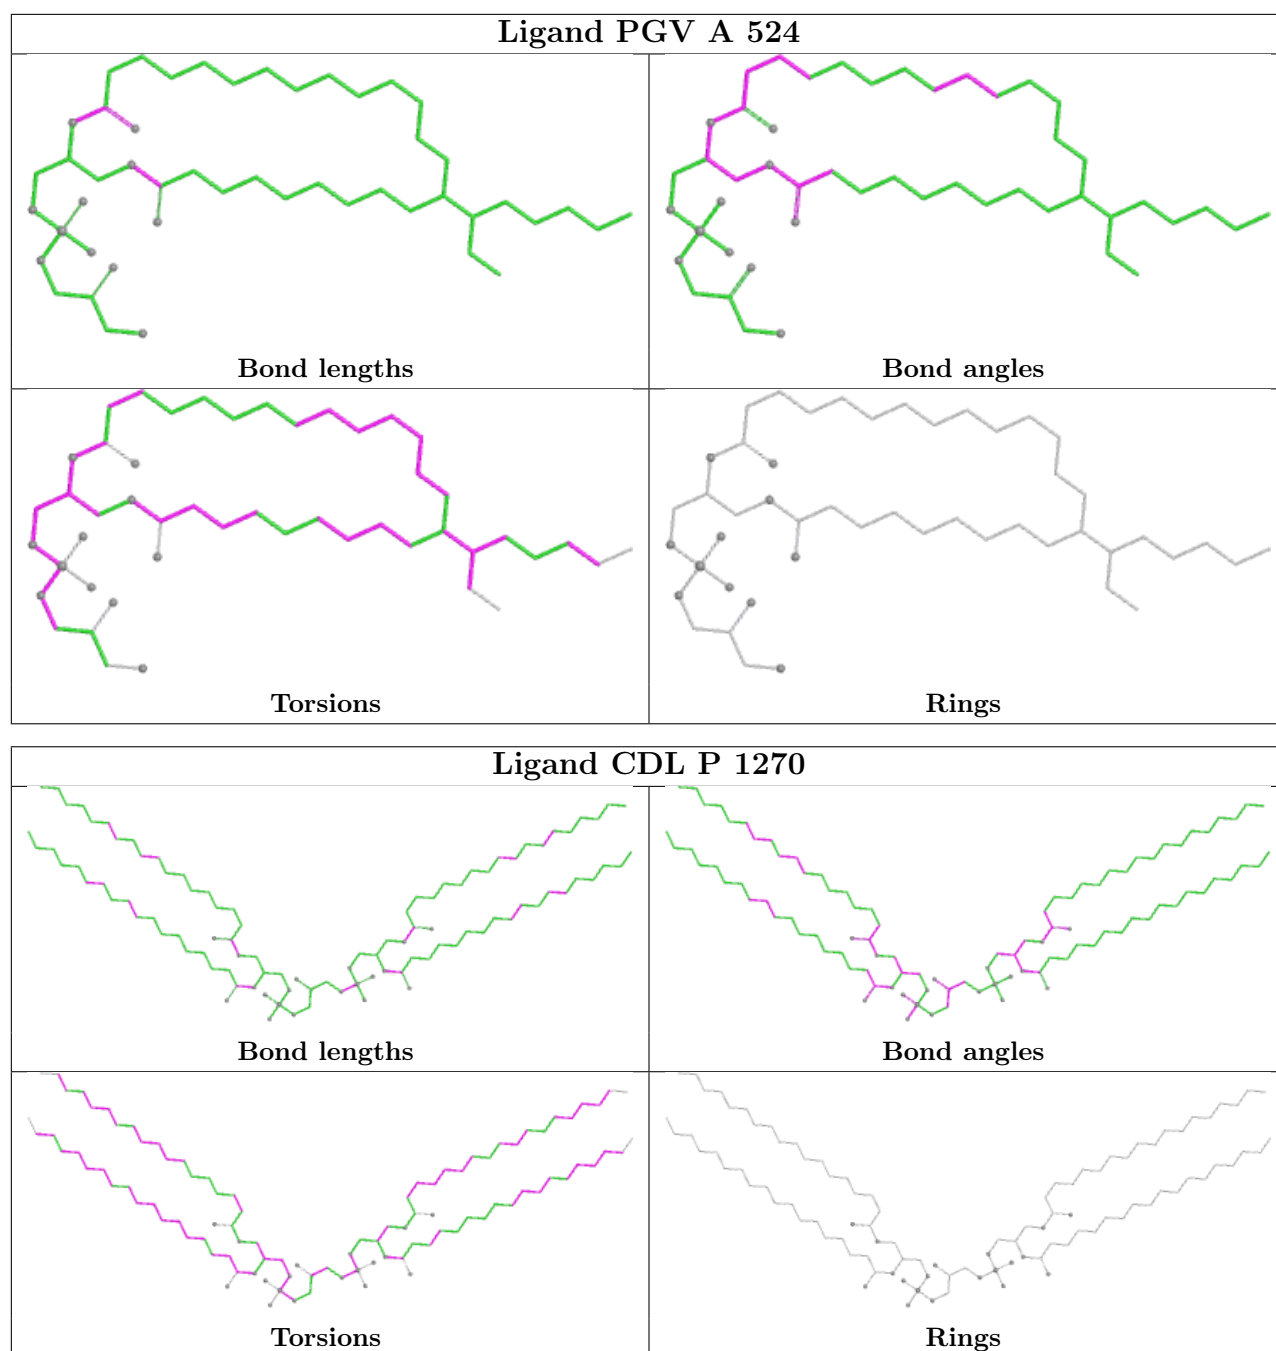 Ligand PGV A 524
Bond lengths
Bond angles
Torsions
Rings
Ligand CDL P 1270
Bond lengths
Bond angles
Torsions
Rings